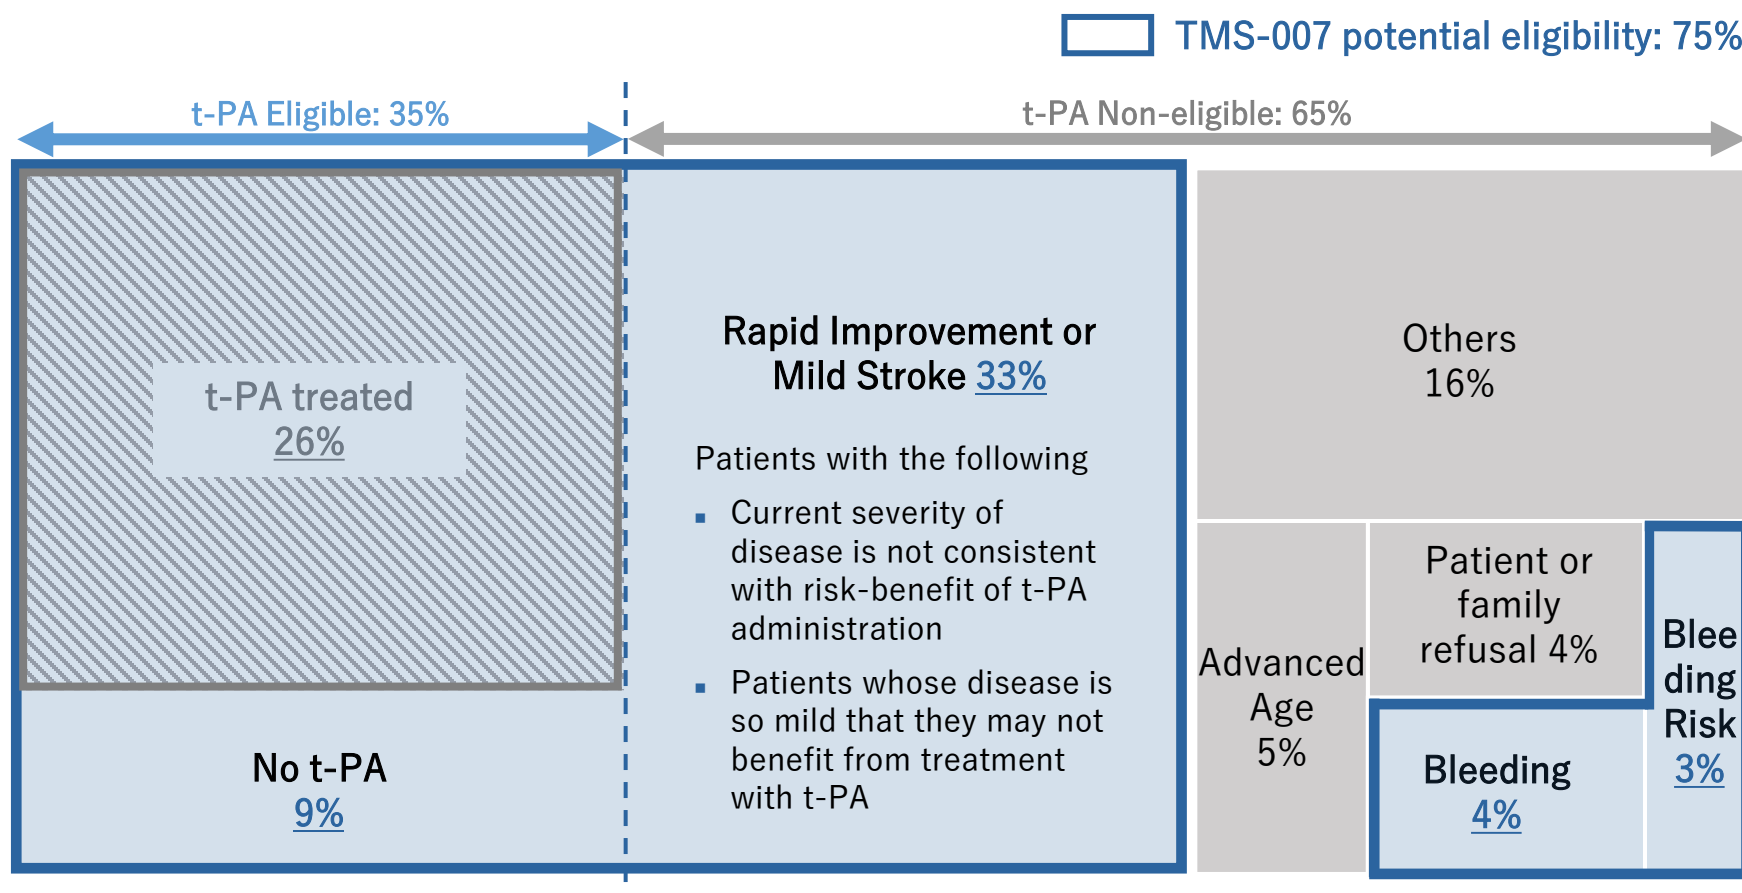 TMS-007 potential eligibility: 75%
t-PA Eligible: 35%
t-PA Non-eligible: 65%
t-PA treated
26%
No t-PA
9%
Rapid Improvement or
Mild Stroke 33%
Patients with the following
▪ Current severity of
disease is not consistent
with risk-benefit of t-PA
administration
▪ Patients whose disease is
so mild that they may not
benefit from treatment
with t-PA
Others
16%
Advanced
Age
5%
Patient or
family
refusal 4%
Bleeding
4%
Blee
ding
Risk
3%